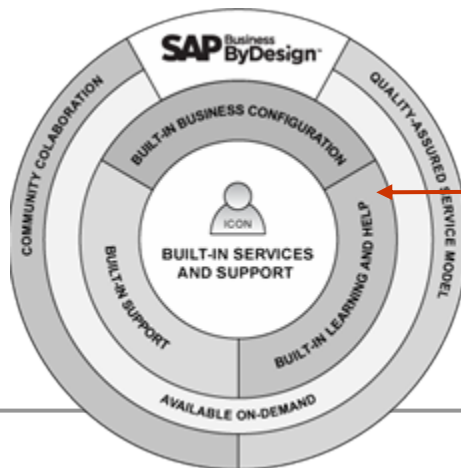 SAP Business
ByDesign™
COMMUNITY COLABORATION
QUALITY-ASSURED SERVICE MODEL
BUILT-IN BUSINESS CONFIGURATION
ICON
BUILT-IN SERVICES
AND SUPPORT
BUILT-IN SUPPORT
BUILT-IN LEARNING AND HELP
AVAILABLE ON-DEMAND